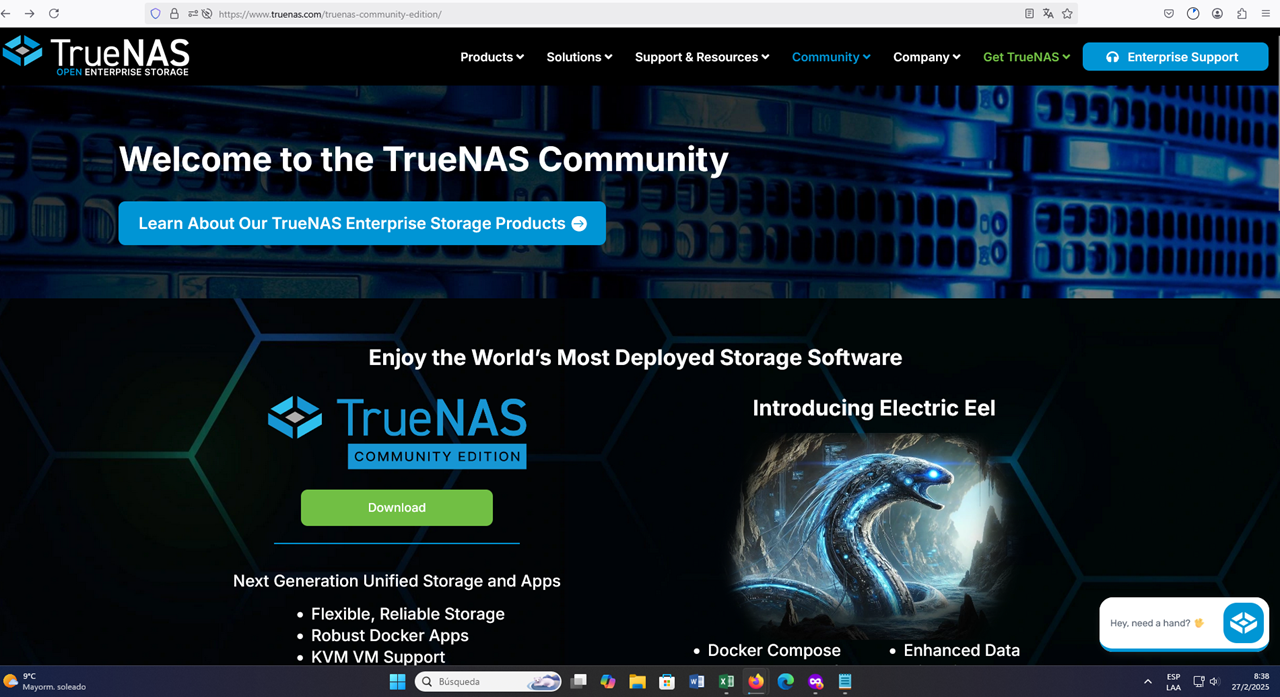 https://www.truenas.com/truenas-community-edition/
TrueNAS
OPEN ENTERPRISE STORAGE
Products
Solutions
Support & Resources
Community
Company
Get TrueNAS
Enterprise Support
Welcome to the TrueNAS Community
Learn About Our TrueNAS Enterprise Storage Products
Enjoy the World's Most Deployed Storage Software
TrueNAS
COMMUNITY EDITION
Download
Next Generation Unified Storage and Apps
• Flexible, Reliable Storage
• Robust Docker Apps
• KVM VM Support
Introducing Electric Eel
• Docker Compose
• Enhanced Data
Hey, need a hand? 🖖
9°C
Mayorm. soleado
Búsqueda
ESP
LAA
8:38
27/2/2025